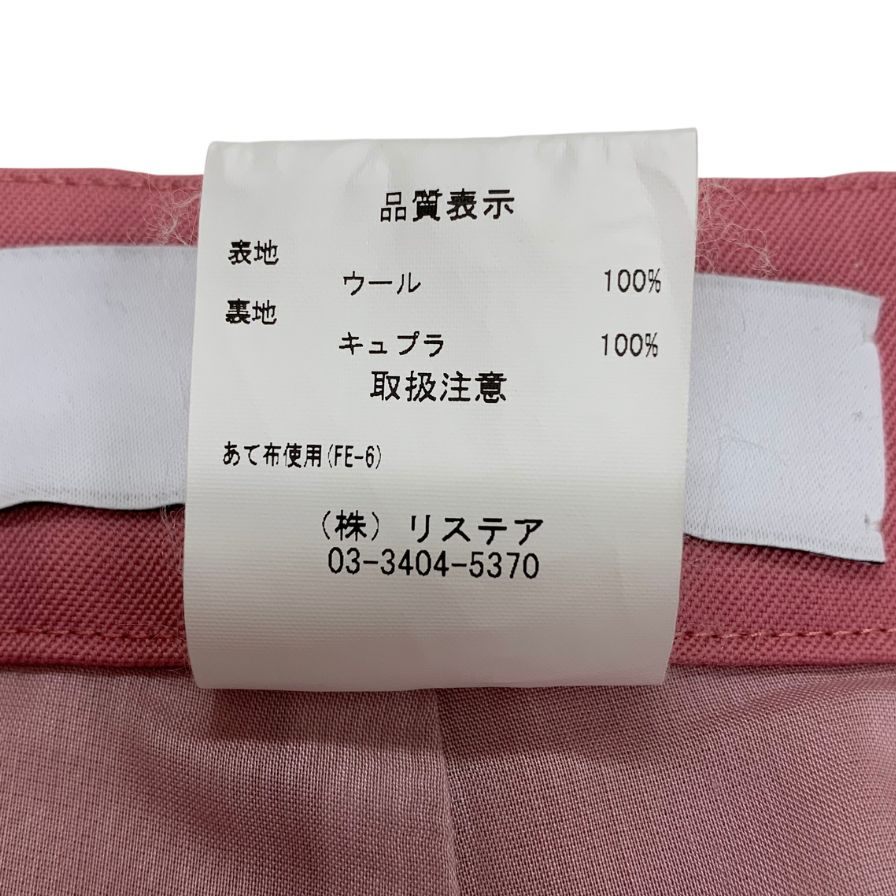 品質表示
表地
ウール 100%
裏地
キュプラ 100%
取扱注意
あて布使用(FE-6)
（株）リステア
03-3404-5370